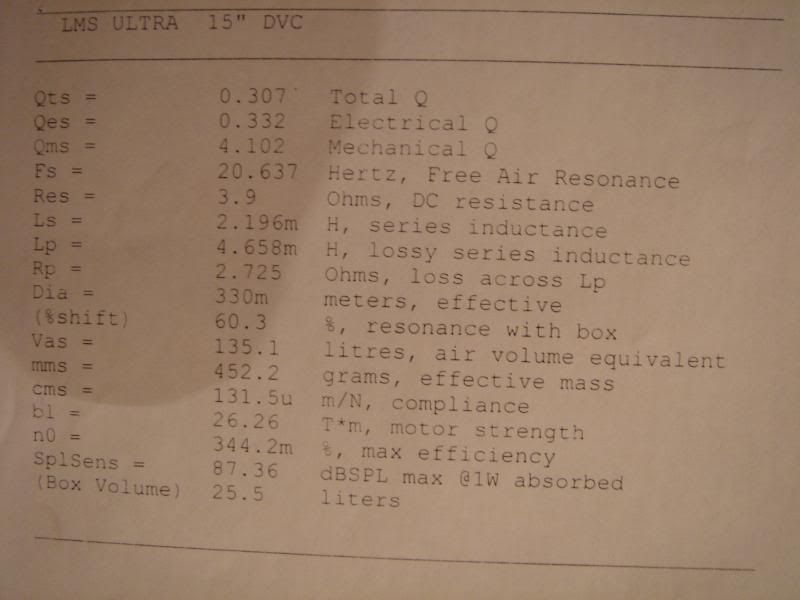 LMS ULTRA 15" DVC
Qts = 0.307 Total Q
Qes = 0.332 Electrical Q
Qms = 4.102 Mechanical Q
Fs = 20.637 Hertz, Free Air Resonance
Res = 3.9 Ohms, DC resistance
Ls = 2.196m H, series inductance
Lp = 4.658m H, lossy series inductance
Rp = 2.725 Ohms, loss across Lp
Dia = 330m meters, effective
(%shift) 60.3 %, resonance with box
Vas = 135.1 litres, air volume equivalent
mms = 452.2 grams, effective mass
cms = 131.5u m/N, compliance
bl = 26.26 T*m, motor strength
n0 = 344.2m %, max efficiency
SplSens = 87.36 dBSPL max @1W absorbed
(Box Volume) 25.5 liters